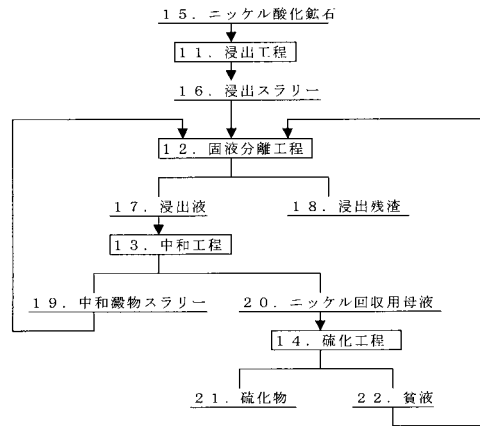 １５．ニッケル酸化鉱石
１１．浸出工程
１６．浸出スラリー
１２．固液分離工程
１７．浸出液
１８．浸出残渣
１３．中和工程
１９．中和澱物スラリー
２０．ニッケル回収用母液
１４．硫化工程
２１．硫化物
２２．貧液